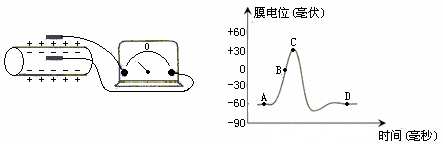 + + + + + +
- - - - - -
- - - - - -
+ + + + + +
0
膜电位(毫伏)
+60
+30
0
-30
-60
-90
A
B
C
D
时间(毫秒)